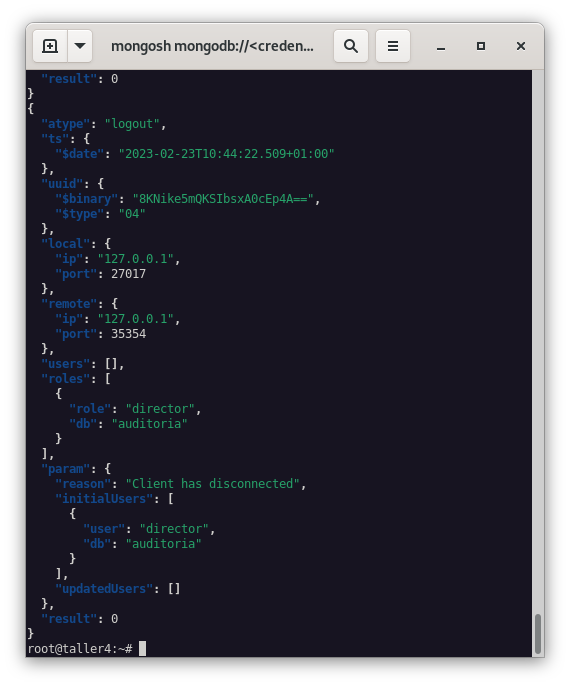 mongosh mongodb://<creden...
  "result": 0
}
{
  "atype": "logout",
  "ts": {
    "$date": "2023-02-23T10:44:22.509+01:00"
  },
  "uuid": {
    "$binary": "8KNike5mQKSIbsxA0cEp4A==",
    "$type": "04"
  },
  "local": {
    "ip": "127.0.0.1",
    "port": 27017
  },
  "remote": {
    "ip": "127.0.0.1",
    "port": 35354
  },
  "users": [],
  "roles": [
    {
      "role": "director",
      "db": "auditoria"
    }
  ],
  "param": {
    "reason": "Client has disconnected",
    "initialUsers": [
      {
        "user": "director",
        "db": "auditoria"
      }
    ],
    "updatedUsers": []
  },
  "result": 0
}
root@taller4:~#